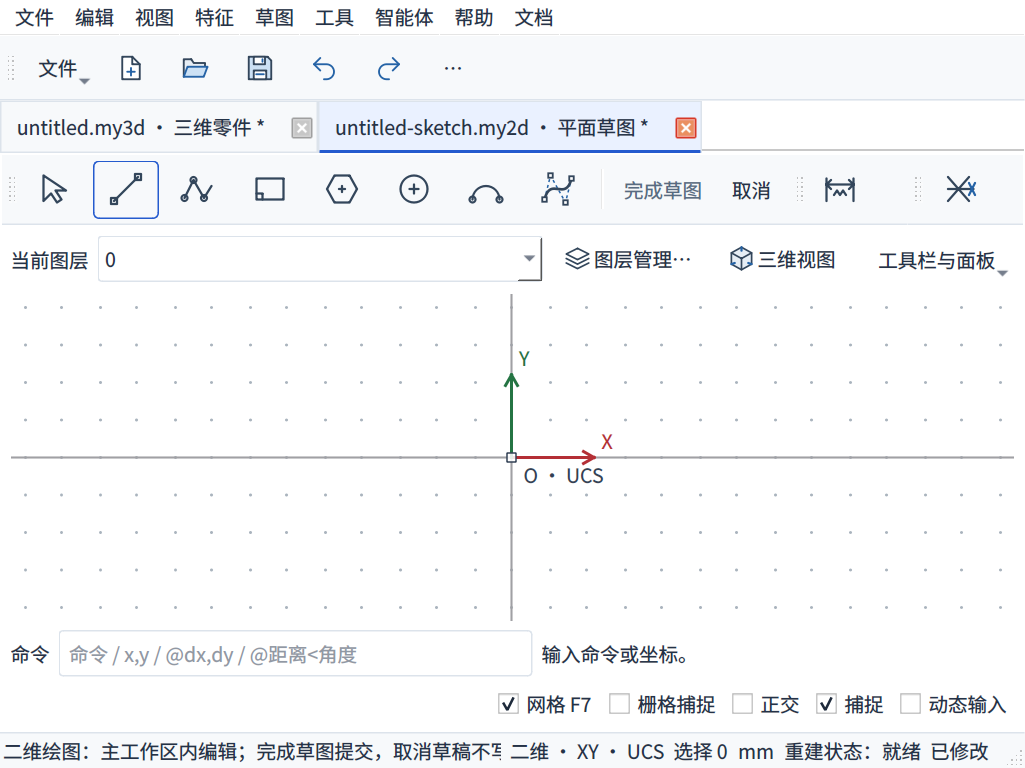 文件 编辑 视图 特征 草图 工具 智能体 帮助 文档
文件 ···
untitled.my3d · 三维零件 * untitled-sketch.my2d · 平面草图 *
完成草图 取消
当前图层 0 图层管理··· 三维视图 工具栏与面板
Y
X
O · UCS
命令 命令 / x,y / @dx,dy / @距离<角度 输入命令或坐标。
网格 F7 栅格捕捉 正交 捕捉 动态输入
二维绘图：主工作区内编辑；完成草图提交，取消草稿不 二维 · XY · UCS 选择 0 mm 重建状态：就绪 已修改